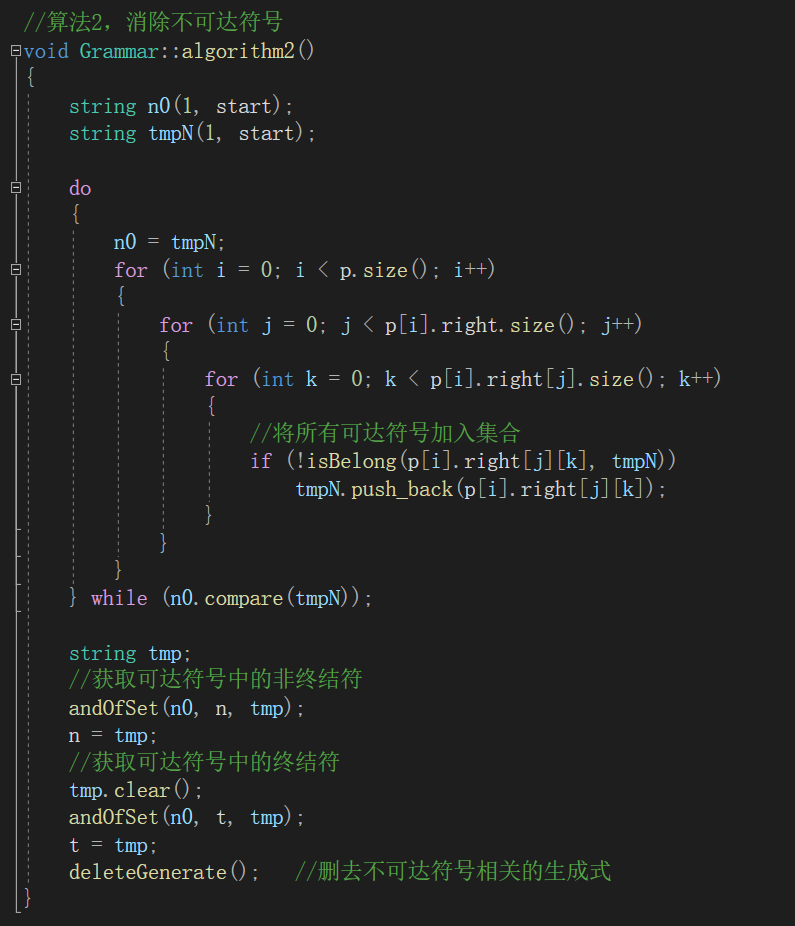 //算法2，消除不可达符号
void Grammar::algorithm2()
{
    string n0(1, start);
    string tmpN(1, start);
    do
    {
        n0 = tmpN;
        for (int i = 0; i < p.size(); i++)
        {
            for (int j = 0; j < p[i].right.size(); j++)
            {
                for (int k = 0; k < p[i].right[j].size(); k++)
                {
                    //将所有可达符号加入集合
                    if (!isBelong(p[i].right[j][k], tmpN))
                        tmpN.push_back(p[i].right[j][k]);
                }
            }
        }
    } while (n0.compare(tmpN));
    string tmp;
    //获取可达符号中的非终结符
    andOfSet(n0, n, tmp);
    n = tmp;
    //获取可达符号中的终结符
    tmp.clear();
    andOfSet(n0, t, tmp);
    t = tmp;
    deleteGenerate();   //删去不可达符号相关的生成式
}